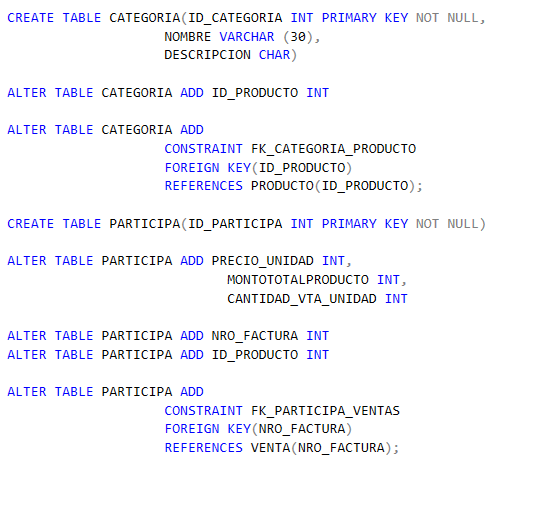 CREATE TABLE CATEGORIA(ID_CATEGORIA INT PRIMARY KEY NOT NULL,
NOMBRE VARCHAR (30),
DESCRIPCION CHAR)
ALTER TABLE CATEGORIA ADD ID_PRODUCTO INT
ALTER TABLE CATEGORIA ADD
CONSTRAINT FK_CATEGORIA_PRODUCTO
FOREIGN KEY(ID_PRODUCTO)
REFERENCES PRODUCTO(ID_PRODUCTO);
CREATE TABLE PARTICIPA(ID_PARTICIPA INT PRIMARY KEY NOT NULL)
ALTER TABLE PARTICIPA ADD PRECIO_UNIDAD INT,
MONTOTOTALPRODUCTO INT,
CANTIDAD_VTA_UNIDAD INT
ALTER TABLE PARTICIPA ADD NRO_FACTURA INT
ALTER TABLE PARTICIPA ADD ID_PRODUCTO INT
ALTER TABLE PARTICIPA ADD
CONSTRAINT FK_PARTICIPA_VENTAS
FOREIGN KEY(NRO_FACTURA)
REFERENCES VENTA(NRO_FACTURA);